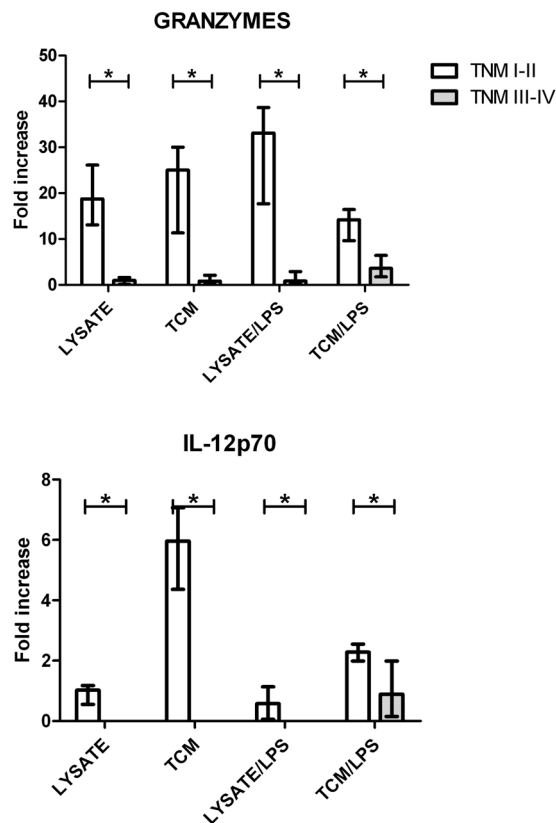 GRANZYMES
TNM I-II
TNM III-IV
Fold increase
50
40
30
20
10
0
* * * *
LYSATE
TCM
LYSATE/LPS
TCM/LPS
IL-12p70
Fold increase
8
6
4
2
0
* * * *
LYSATE
TCM
LYSATE/LPS
TCM/LPS